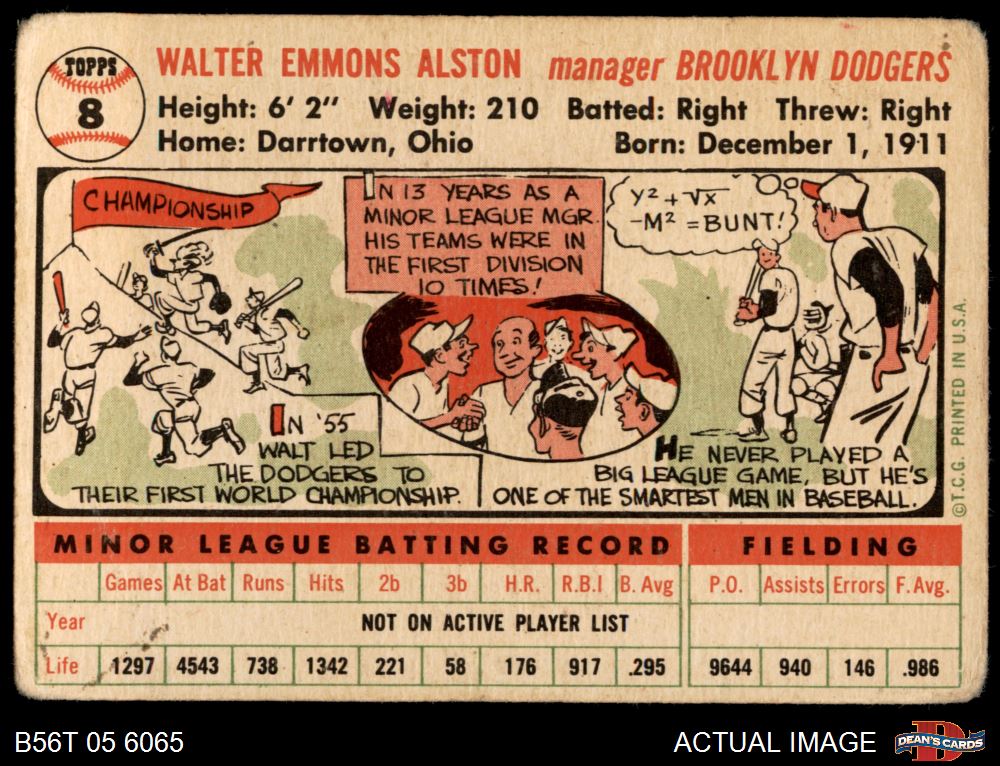 TOPPS
8
WALTER EMMONS ALSTON manager BROOKLYN DODGERS
Height: 6' 2" Weight: 210 Batted: Right Threw: Right
Home: Darrtown, Ohio Born: December 1, 1911
CHAMPIONSHIP
IN '55
WALT LED
THE DODGERS TO
THEIR FIRST WORLD CHAMPIONSHIP.
IN 13 YEARS AS A
MINOR LEAGUE MGR.
HIS TEAMS WERE IN
THE FIRST DIVISION
10 TIMES!
Y² + √X
-M² = BUNT!
HE NEVER PLAYED A
BIG LEAGUE GAME, BUT HE'S
ONE OF THE SMARTEST MEN IN BASEBALL.
© T.C.G. PRINTED IN U.S.A.
MINOR LEAGUE BATTING RECORD FIELDING
Games At Bat Runs Hits 2b 3b H.R. R.B.I B. Avg P.O. Assists Errors F. Avg.
Year NOT ON ACTIVE PLAYER LIST
Life 1297 4543 738 1342 221 58 176 917 .295 9644 940 146 .986
B56T 05 6065 ACTUAL IMAGE DEAN'S CARDS